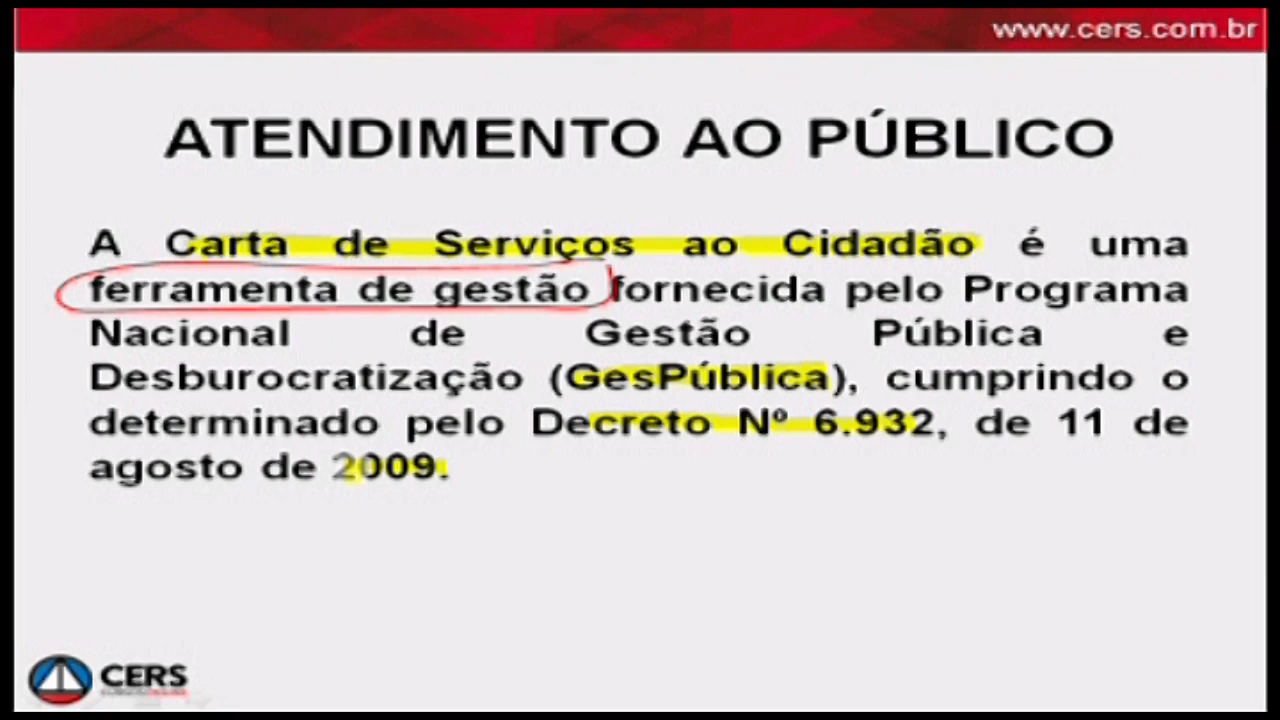 www.cers.com.br
ATENDIMENTO AO PÚBLICO
A Carta de Serviços ao Cidadão é uma
ferramenta de gestão fornecida pelo Programa
Nacional de Gestão Pública e
Desburocratização (GesPública), cumprindo o
determinado pelo Decreto Nº 6.932, de 11 de
agosto de 2009.
CERS